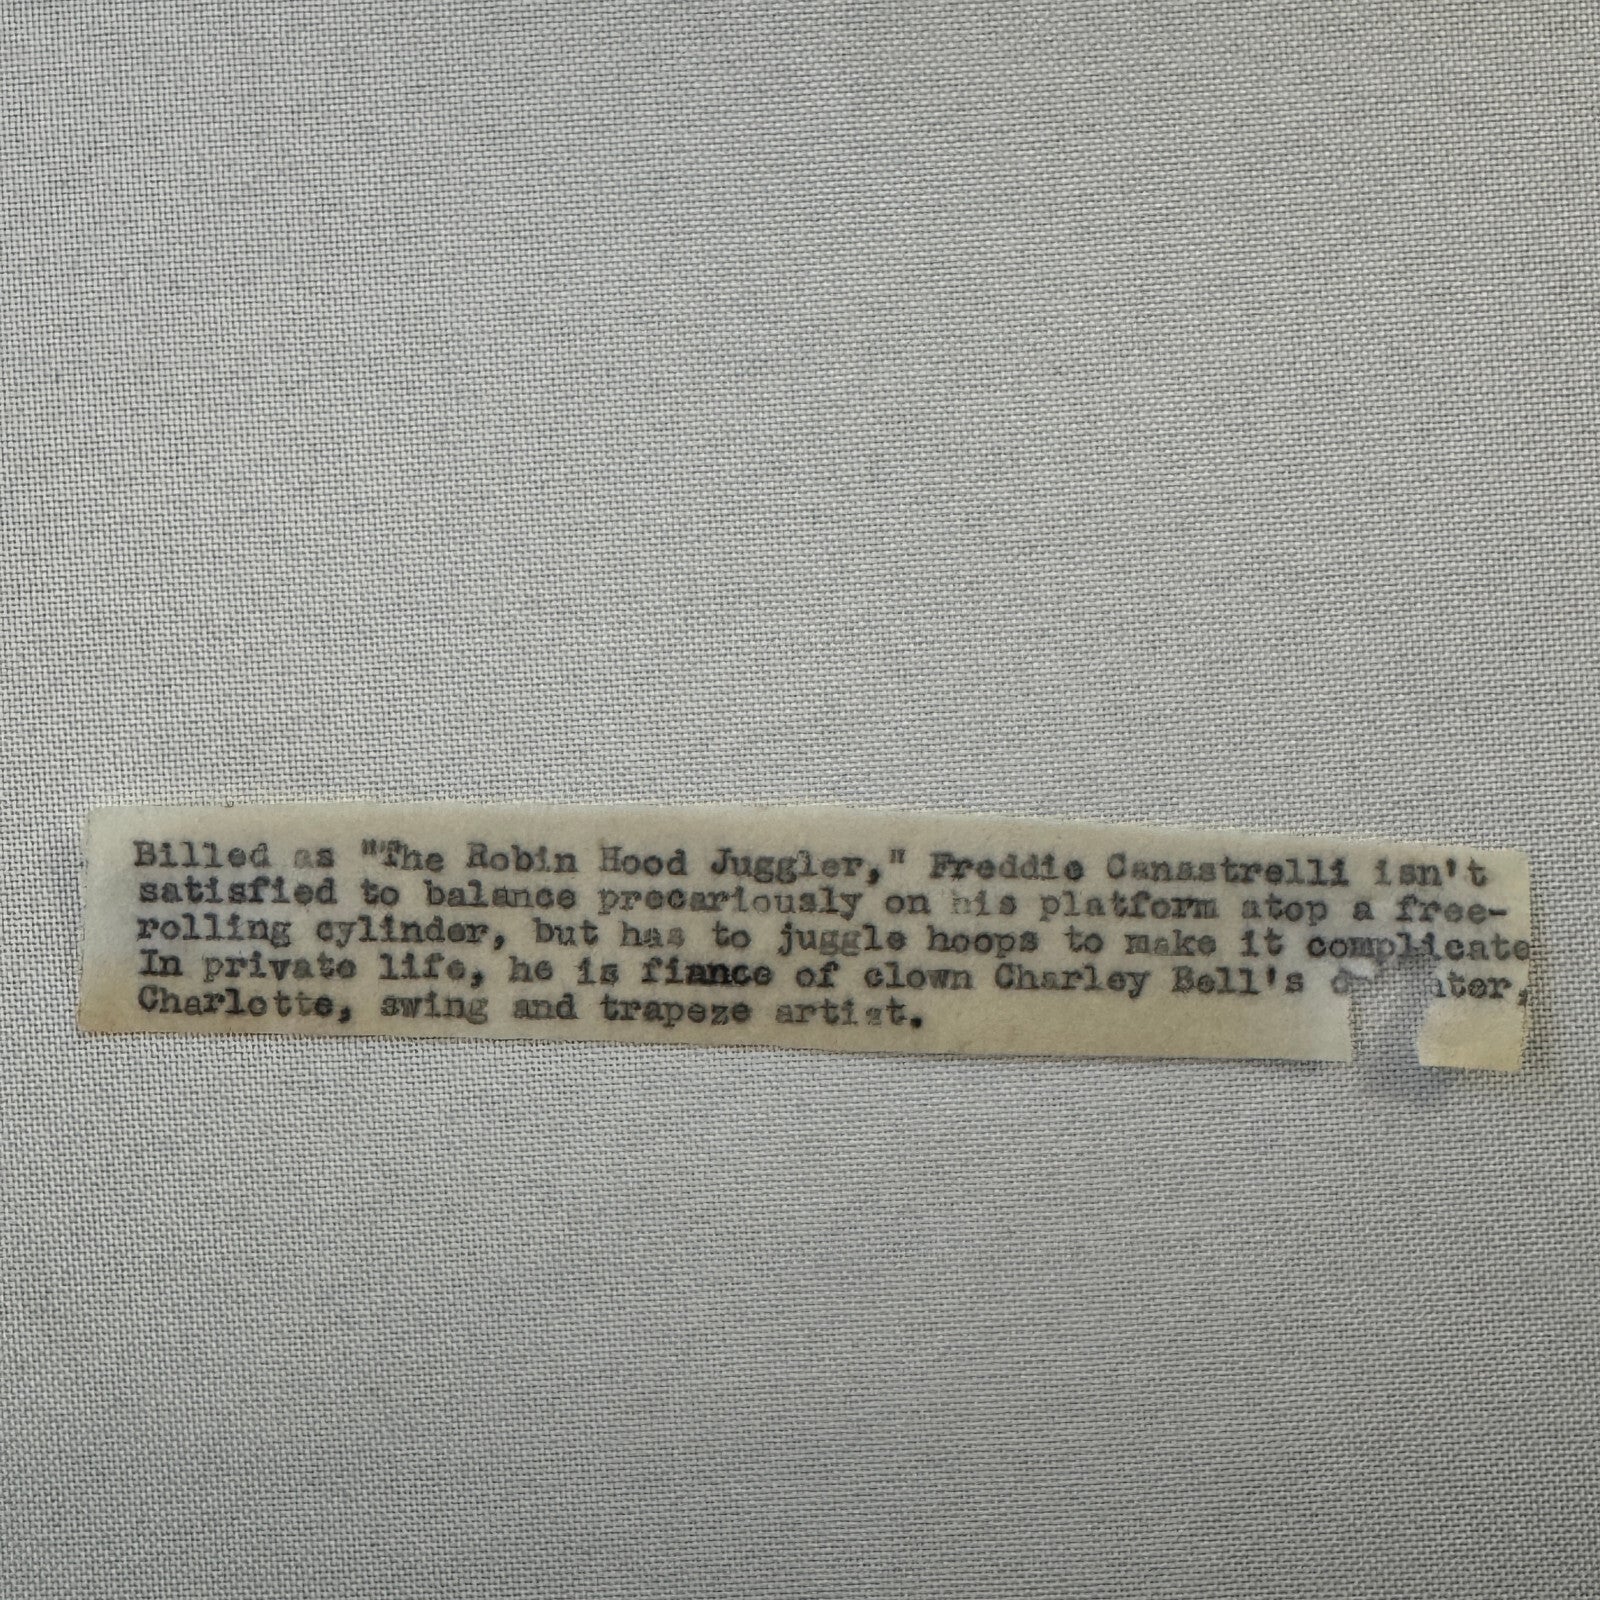 Billed as "The Robin Hood Juggler," Freddie Canastrelli isn't
satisfied to balance precariously on his platform atop a free-
rolling cylinder, but has to juggle hoops to make it complicate
In private life, he is fiance of clown Charley Bell's
Charlotte, swing and trapeze artist.